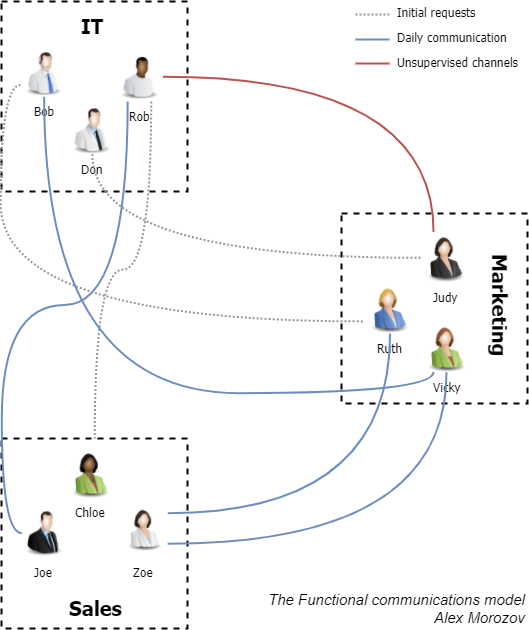 Initial requests
Daily communication
Unsupervised channels
IT
Bob
Rob
Don
Marketing
Judy
Ruth
Vicky
Chloe
Joe
Zoe
Sales
The Functional communications model
Alex Morozov